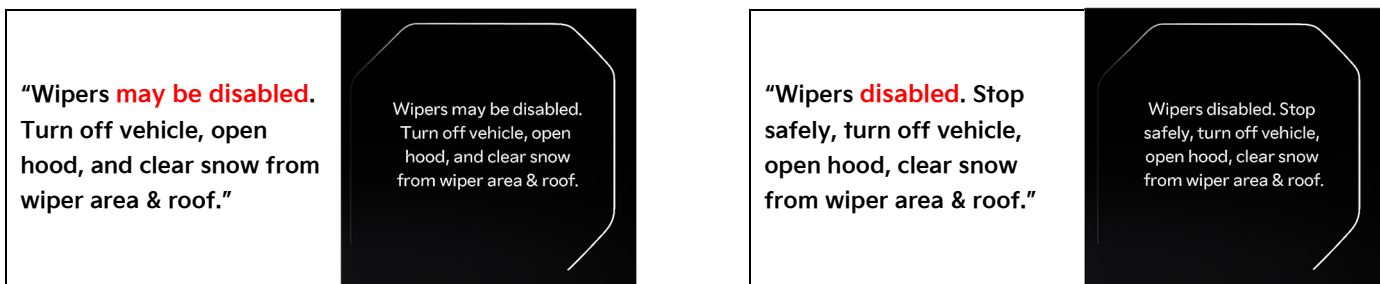 “Wipers may be disabled.
Turn off vehicle, open
hood, and clear snow from
wiper area & roof.”
Wipers may be disabled.
Turn off vehicle, open
hood, and clear snow
from wiper area & roof.
“Wipers disabled. Stop
safely, turn off vehicle,
open hood, clear snow
from wiper area & roof.”
Wipers disabled. Stop
safely, turn off vehicle,
open hood, clear snow
from wiper area & roof.